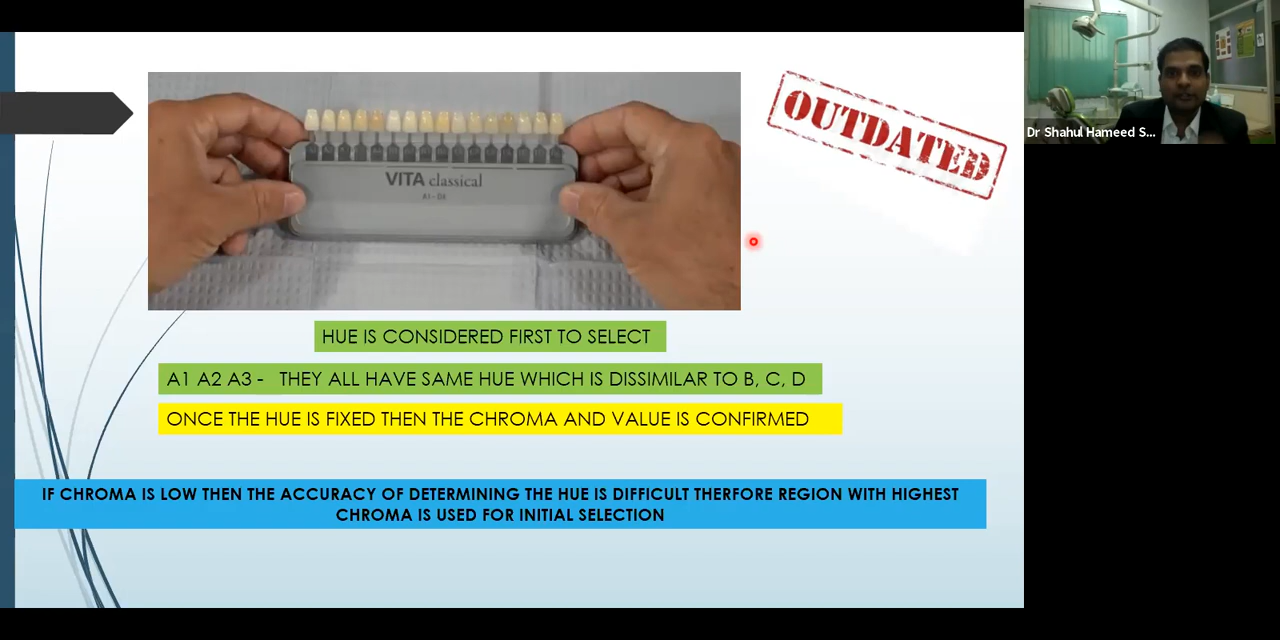 VITA classical
A1 - D4
OUTDATED
Dr Shahul Hameed S...
HUE IS CONSIDERED FIRST TO SELECT
A1 A2 A3 - THEY ALL HAVE SAME HUE WHICH IS DISSIMILAR TO B, C, D
ONCE THE HUE IS FIXED THEN THE CHROMA AND VALUE IS CONFIRMED
IF CHROMA IS LOW THEN THE ACCURACY OF DETERMINING THE HUE IS DIFFICULT THERFORE REGION WITH HIGHEST
CHROMA IS USED FOR INITIAL SELECTION